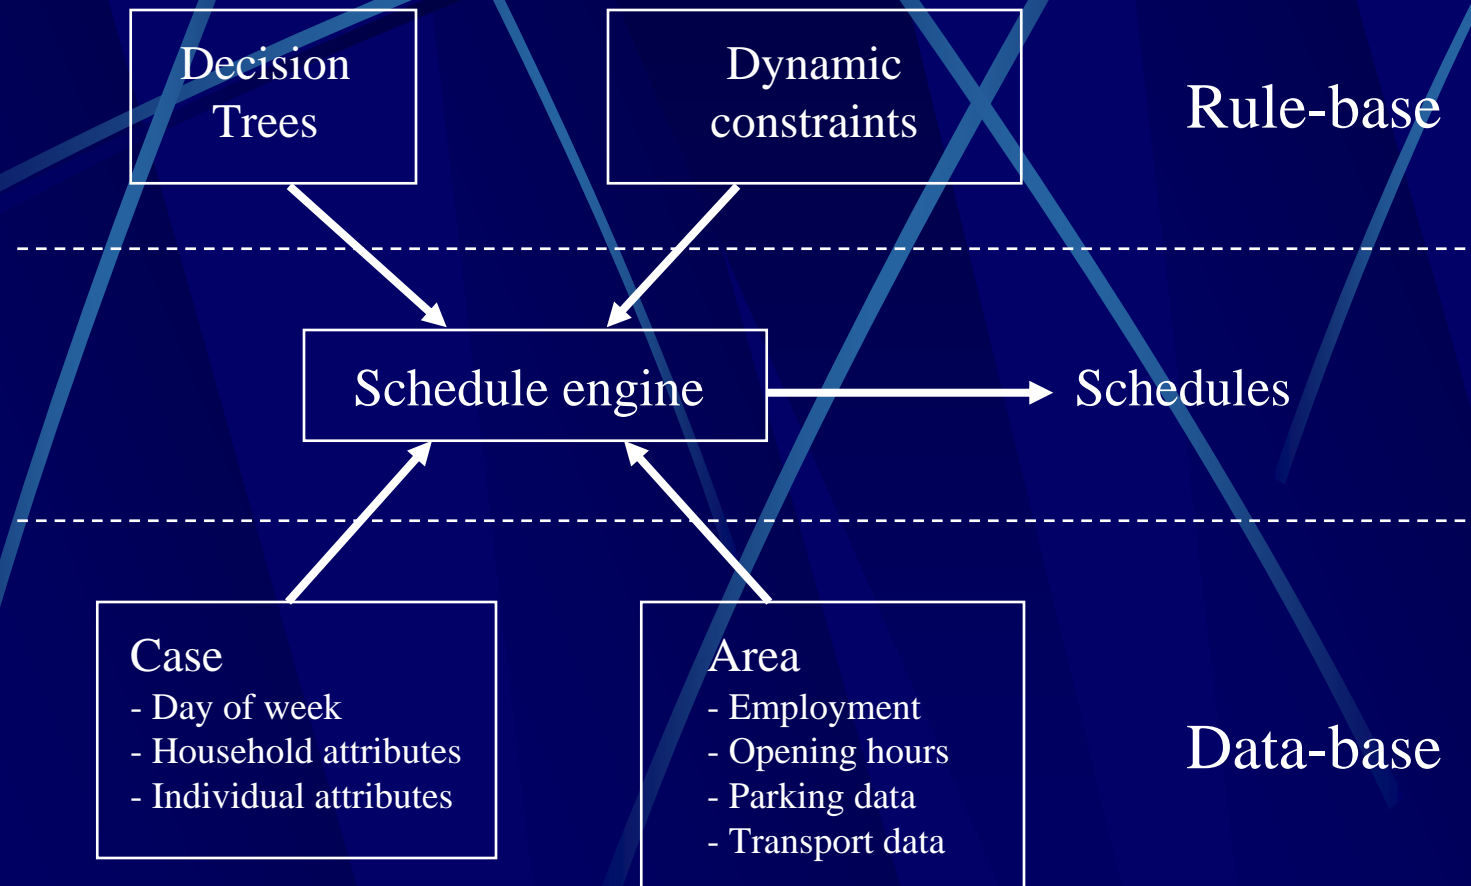 Decision
Trees
Dynamic
constraints
Rule-base
Schedule engine
Schedules
Case
- Day of week
- Household attributes
- Individual attributes
Area
- Employment
- Opening hours
- Parking data
- Transport data
Data-base